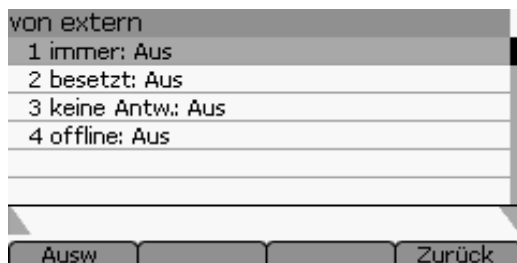 von extern
1 immer: Aus
2 besetzt: Aus
3 keine Antw.: Aus
4 offline: Aus
Ausw Zurück